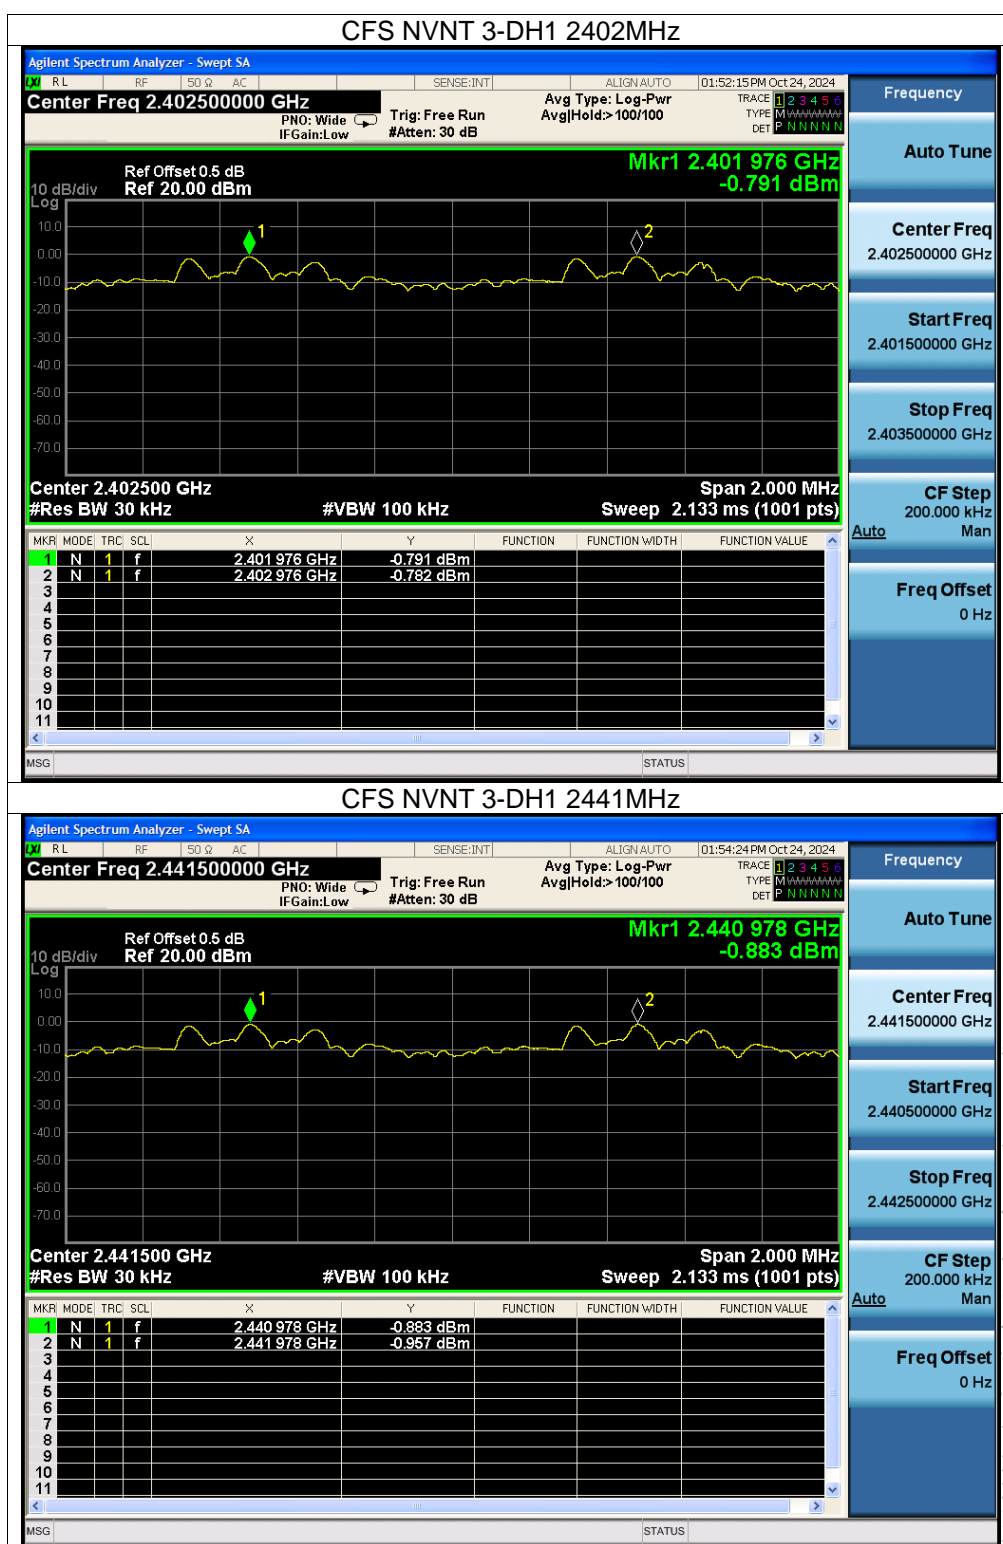 CFS NVNT 3-DH1 2402MHz
Agilent Spectrum Analyzer - Swept SA
LXI RL RF 50 Ω AC SENSE:INT ALIGN AUTO 01:52:15 PM Oct 24, 2024
Center Freq 2.402500000 GHz
PNO: Wide
IFGain:Low
Trig: Free Run
#Atten: 30 dB
Avg Type: Log-Pwr
Avg|Hold:>100/100
TRACE 1 2 3 4 5 6
TYPE M W W W W W
DET P N N N N N
Ref Offset 0.5 dB
10 dB/div Ref 20.00 dBm
Log
Mkr1 2.401 976 GHz
-0.791 dBm
10.0
0.00
-10.0
-20.0
-30.0
-40.0
-50.0
-60.0
-70.0
1
2
Center 2.402500 GHz Span 2.000 MHz
#Res BW 30 kHz #VBW 100 kHz Sweep 2.133 ms (1001 pts)
MKR MODE TRC SCL X Y FUNCTION FUNCTION WIDTH FUNCTION VALUE
1 N 1 f 2.401 976 GHz -0.791 dBm
2 N 1 f 2.402 976 GHz -0.782 dBm
3
4
5
6
7
8
9
10
11
MSG STATUS
Frequency
Auto Tune
Center Freq
2.402500000 GHz
Start Freq
2.401500000 GHz
Stop Freq
2.403500000 GHz
CF Step
200.000 kHz
Auto Man
Freq Offset
0 Hz
CFS NVNT 3-DH1 2441MHz
Agilent Spectrum Analyzer - Swept SA
LXI RL RF 50 Ω AC SENSE:INT ALIGN AUTO 01:54:24 PM Oct 24, 2024
Center Freq 2.441500000 GHz
PNO: Wide
IFGain:Low
Trig: Free Run
#Atten: 30 dB
Avg Type: Log-Pwr
Avg|Hold:>100/100
TRACE 1 2 3 4 5 6
TYPE M W W W W W
DET P N N N N N
Ref Offset 0.5 dB
10 dB/div Ref 20.00 dBm
Log
Mkr1 2.440 978 GHz
-0.883 dBm
10.0
0.00
-10.0
-20.0
-30.0
-40.0
-50.0
-60.0
-70.0
1
2
Center 2.441500 GHz Span 2.000 MHz
#Res BW 30 kHz #VBW 100 kHz Sweep 2.133 ms (1001 pts)
MKR MODE TRC SCL X Y FUNCTION FUNCTION WIDTH FUNCTION VALUE
1 N 1 f 2.440 978 GHz -0.883 dBm
2 N 1 f 2.441 978 GHz -0.957 dBm
3
4
5
6
7
8
9
10
11
MSG STATUS
Frequency
Auto Tune
Center Freq
2.441500000 GHz
Start Freq
2.440500000 GHz
Stop Freq
2.442500000 GHz
CF Step
200.000 kHz
Auto Man
Freq Offset
0 Hz